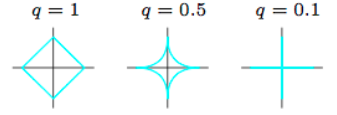 q = 1 q = 0.5 q = 0.1